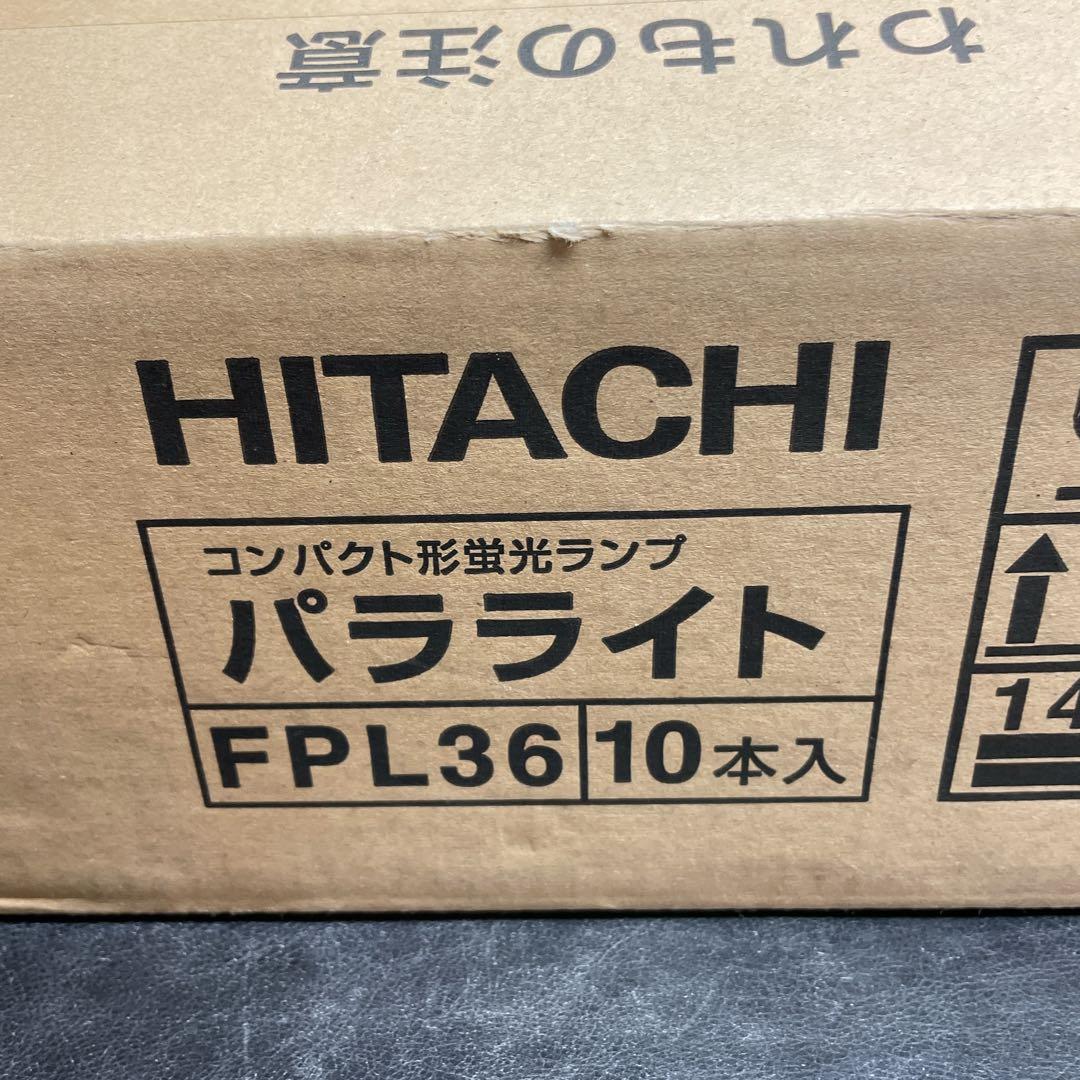 われもの注意
HITACHI
コンパクト形蛍光ランプ
パラライト
FPL36 10本入
14